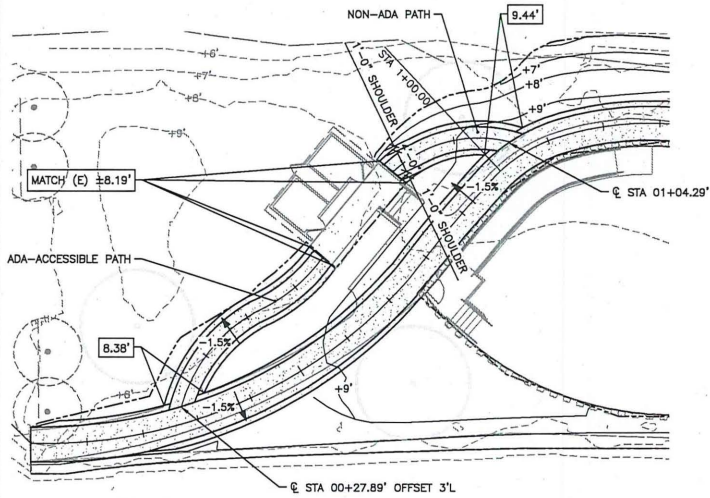 NON-ADA PATH
9.44'
+6'
+7'
+8'
+9'
1'-0" SHOULDER
STA 1+00.00'
+7'
+8'
+9'
MATCH (E) ±8.19'
1'-0"
-1.5%
℄ STA 01+04.29'
1'-0" SHOULDER
ADA-ACCESSIBLE PATH
-1.5%
8.38'
+8'
-1.5%
+9'
℄ STA 00+27.89' OFFSET 3'L